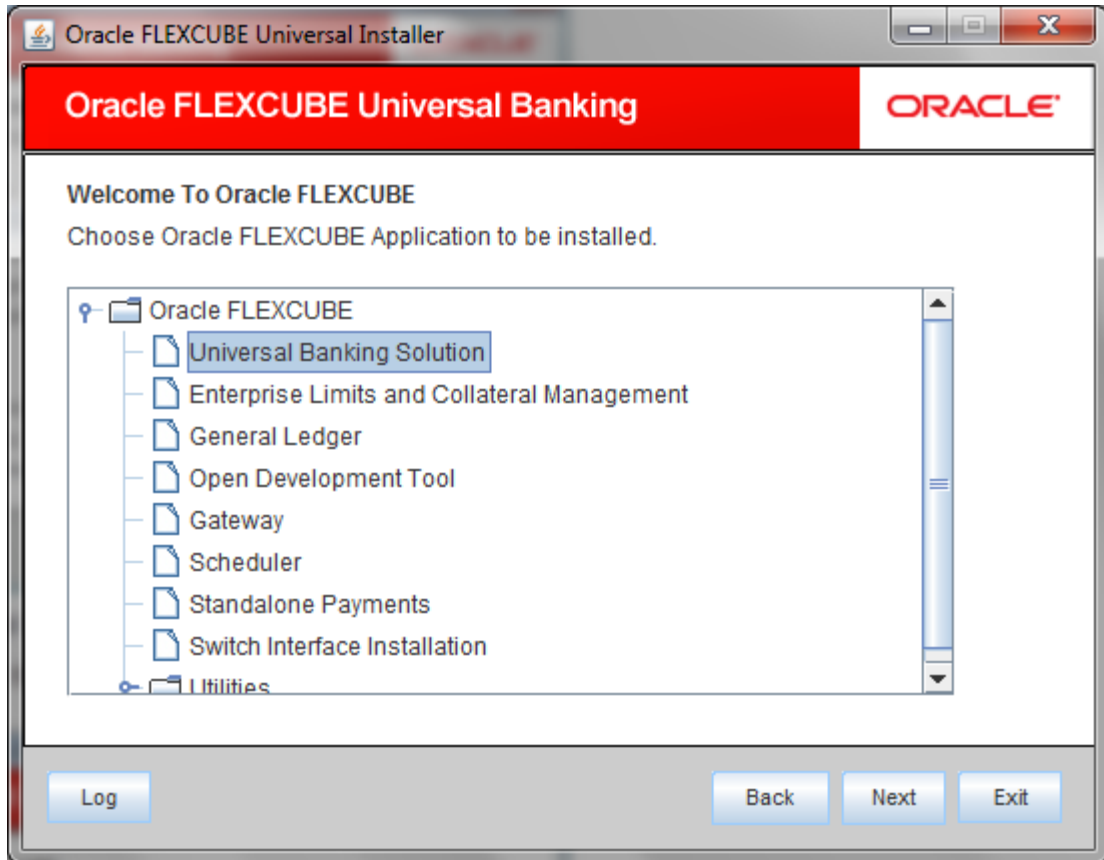 Oracle FLEXCUBE Universal Installer
Oracle FLEXCUBE Universal Banking
ORACLE
Welcome To Oracle FLEXCUBE
Choose Oracle FLEXCUBE Application to be installed.
Oracle FLEXCUBE
Universal Banking Solution
Enterprise Limits and Collateral Management
General Ledger
Open Development Tool
Gateway
Scheduler
Standalone Payments
Switch Interface Installation
Utilities
Log
Back
Next
Exit